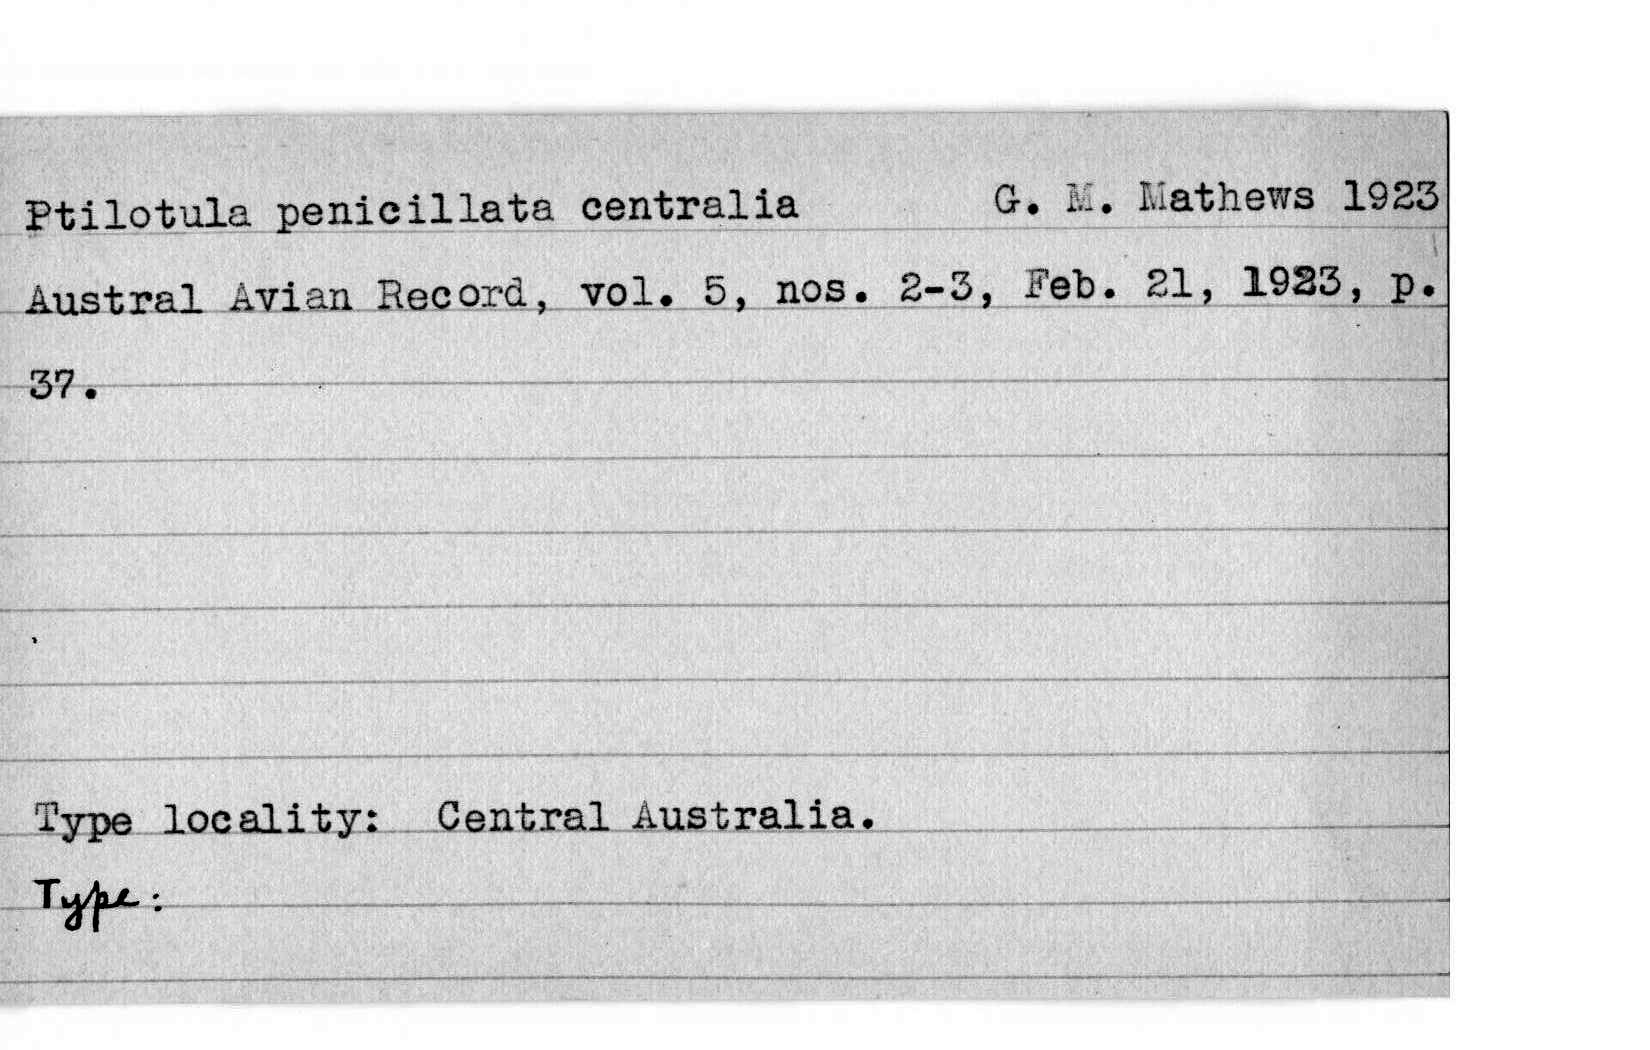 Ptilotula penicillata centralia G. M. Mathews 1923
Austral Avian Record, vol. 5, nos. 2-3, Feb. 21, 1923, p.
37.
Type locality: Central Australia.
Type: